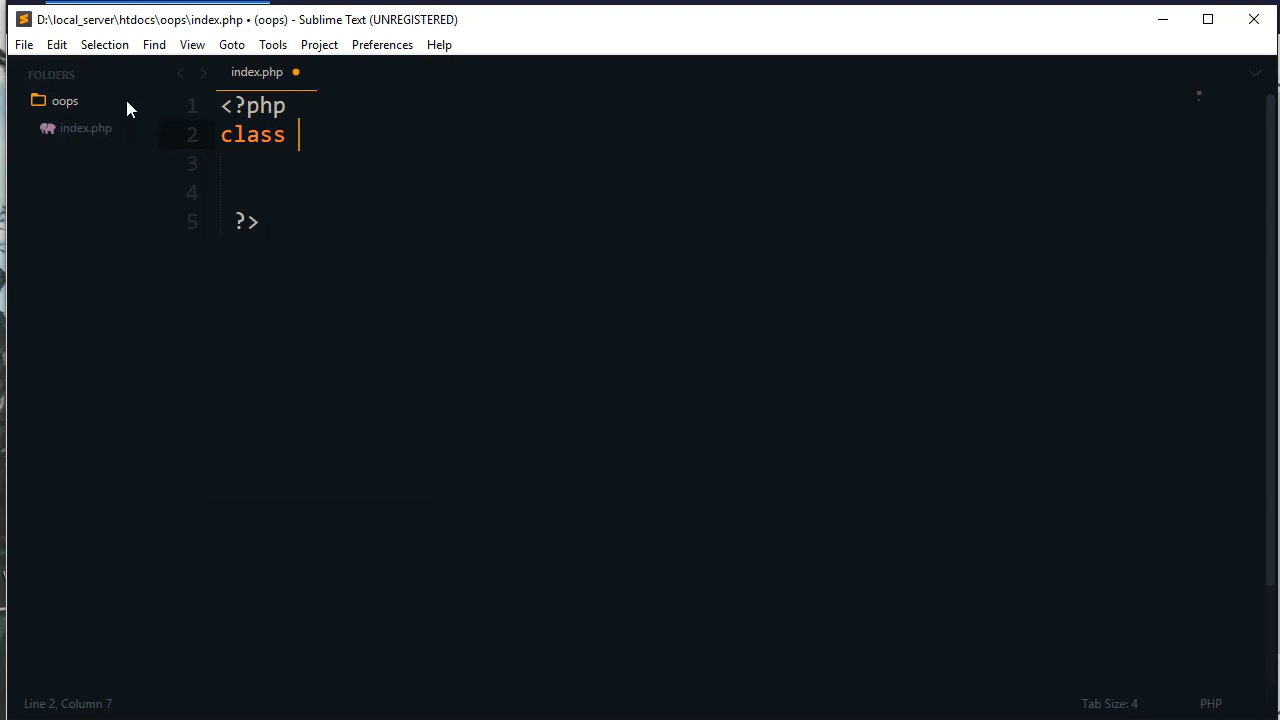 D:\local_server\htdocs\oops\index.php • (oops) - Sublime Text (UNREGISTERED)
File Edit Selection Find View Goto Tools Project Preferences Help
FOLDERS
oops
index.php
index.php
1 <?php
2 class
3
4
5 ?>
Line 2, Column 7
Tab Size: 4
PHP